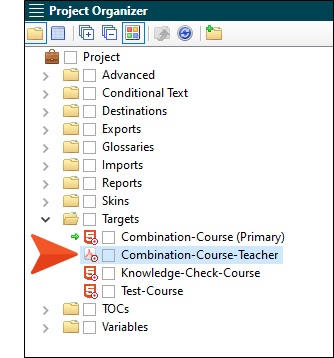 Project Organizer
Project
Advanced
Conditional Text
Destinations
Exports
Glossaries
Imports
Reports
Skins
Targets
Combination-Course (Primary)
Combination-Course-Teacher
Knowledge-Check-Course
Test-Course
TOCs
Variables